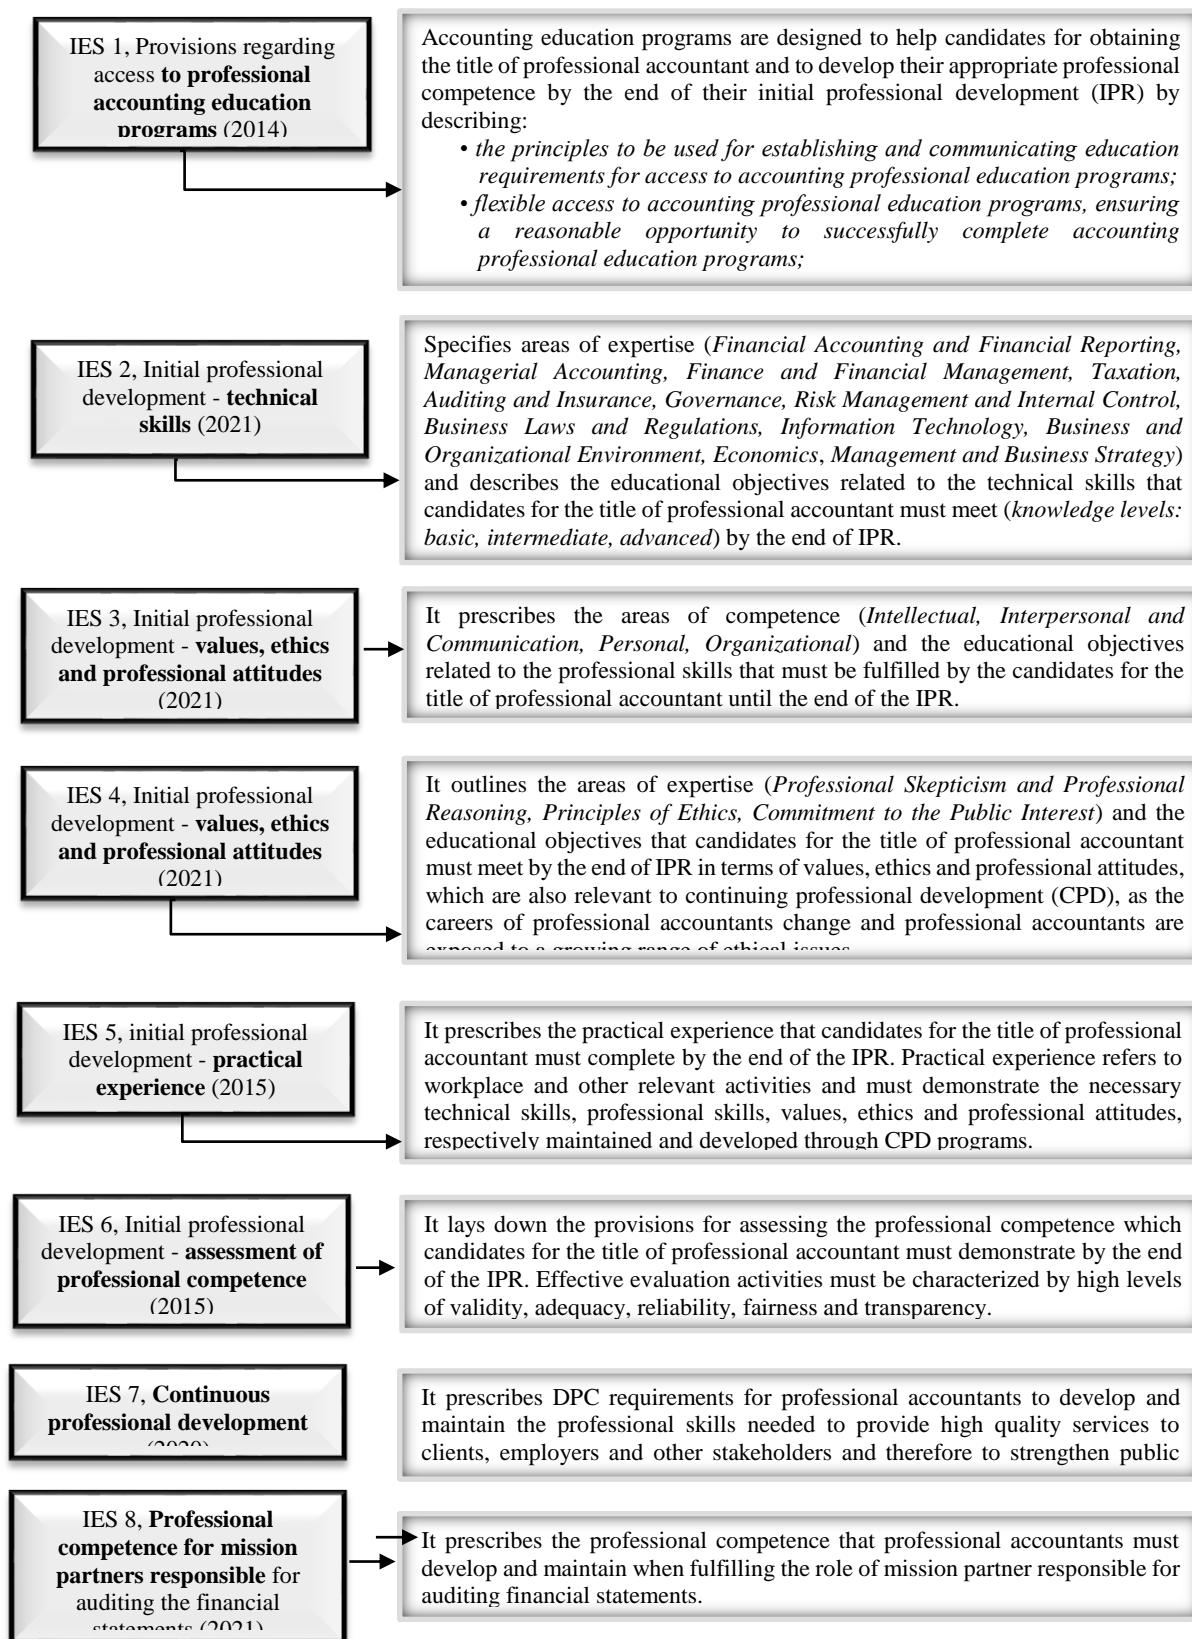 IES 1, Provisions regarding
access to professional
accounting education
programs (2014)
Accounting education programs are designed to help candidates for obtaining
the title of professional accountant and to develop their appropriate professional
competence by the end of their initial professional development (IPR) by
describing:
• the principles to be used for establishing and communicating education
requirements for access to accounting professional education programs;
• flexible access to accounting professional education programs, ensuring
a reasonable opportunity to successfully complete accounting
professional education programs;
IES 2, Initial professional
development - technical
skills (2021)
Specifies areas of expertise (Financial Accounting and Financial Reporting,
Managerial Accounting, Finance and Financial Management, Taxation,
Auditing and Insurance, Governance, Risk Management and Internal Control,
Business Laws and Regulations, Information Technology, Business and
Organizational Environment, Economics, Management and Business Strategy)
and describes the educational objectives related to the technical skills that
candidates for the title of professional accountant must meet (knowledge levels:
basic, intermediate, advanced) by the end of IPR.
IES 3, Initial professional
development - values, ethics
and professional attitudes
(2021)
It prescribes the areas of competence (Intellectual, Interpersonal and
Communication, Personal, Organizational) and the educational objectives
related to the professional skills that must be fulfilled by the candidates for the
title of professional accountant until the end of the IPR.
IES 4, Initial professional
development - values, ethics
and professional attitudes
(2021)
It outlines the areas of expertise (Professional Skepticism and Professional
Reasoning, Principles of Ethics, Commitment to the Public Interest) and the
educational objectives that candidates for the title of professional accountant
must meet by the end of IPR in terms of values, ethics and professional attitudes,
which are also relevant to continuing professional development (CPD), as the
careers of professional accountants change and professional accountants are
exposed to a growing range of ethical issues
IES 5, initial professional
development - practical
experience (2015)
It prescribes the practical experience that candidates for the title of professional
accountant must complete by the end of the IPR. Practical experience refers to
workplace and other relevant activities and must demonstrate the necessary
technical skills, professional skills, values, ethics and professional attitudes,
respectively maintained and developed through CPD programs.
IES 6, Initial professional
development - assessment of
professional competence
(2015)
It lays down the provisions for assessing the professional competence which
candidates for the title of professional accountant must demonstrate by the end
of the IPR. Effective evaluation activities must be characterized by high levels
of validity, adequacy, reliability, fairness and transparency.
IES 7, Continuous
professional development
It prescribes DPC requirements for professional accountants to develop and
maintain the professional skills needed to provide high quality services to
clients, employers and other stakeholders and therefore to strengthen public
IES 8, Professional
competence for mission
partners responsible for
auditing the financial
statements (2021)
It prescribes the professional competence that professional accountants must
develop and maintain when fulfilling the role of mission partner responsible for
auditing financial statements.